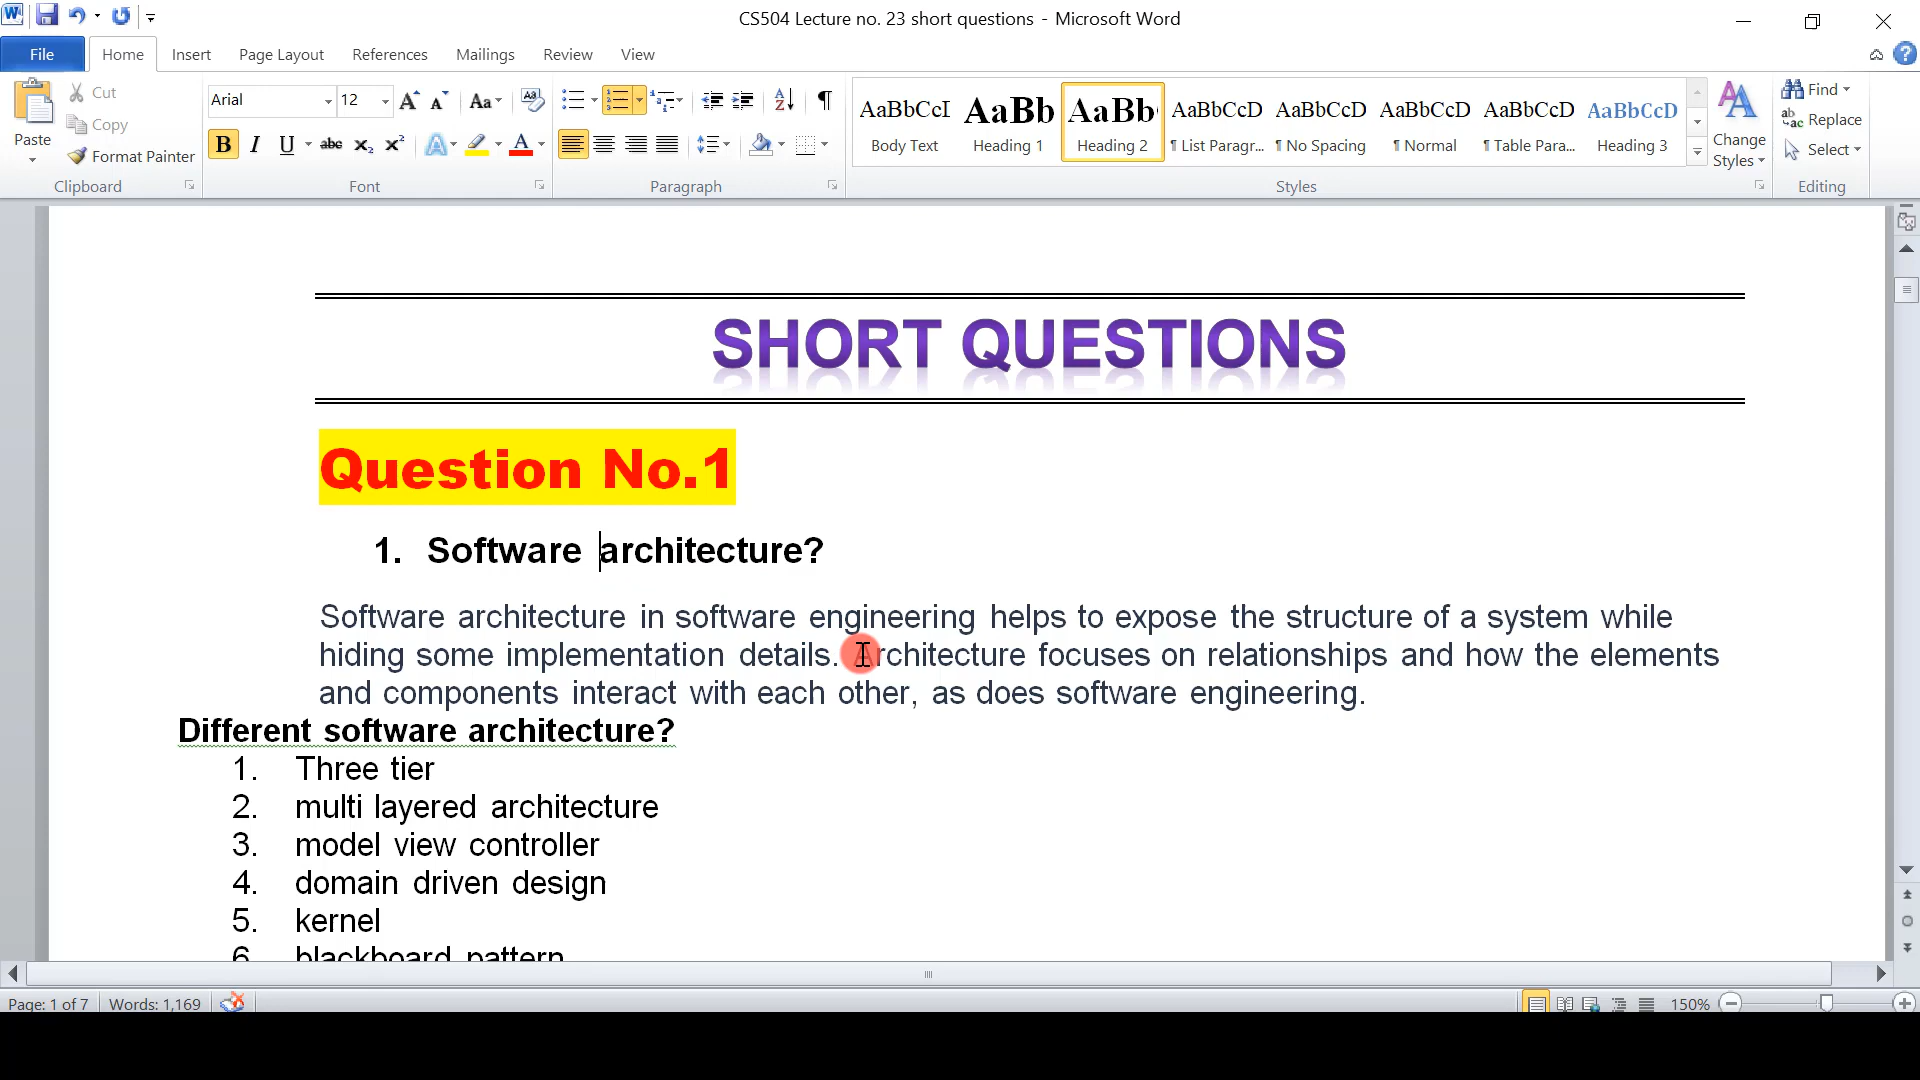 CS504 Lecture no. 23 short questions - Microsoft Word
File Home Insert Page Layout References Mailings Review View
Paste
Cut
Copy
Format Painter
Clipboard
Arial 12
Font
Paragraph
AaBbCcI AaBb AaBb AaBbCcD AaBbCcD AaBbCcD AaBbCcD AaBbCcD
Body Text Heading 1 Heading 2 ¶ List Paragr... ¶ No Spacing ¶ Normal ¶ Table Para... Heading 3
Styles
Change
Styles
Find
Replace
Select
Editing
SHORT QUESTIONS
Question No.1
1. Software architecture?
Software architecture in software engineering helps to expose the structure of a system while
hiding some implementation details. Architecture focuses on relationships and how the elements
and components interact with each other, as does software engineering.
Different software architecture?
1. Three tier
2. multi layered architecture
3. model view controller
4. domain driven design
5. kernel
6. blackboard pattern
Page: 1 of 7 Words: 1,169 150%